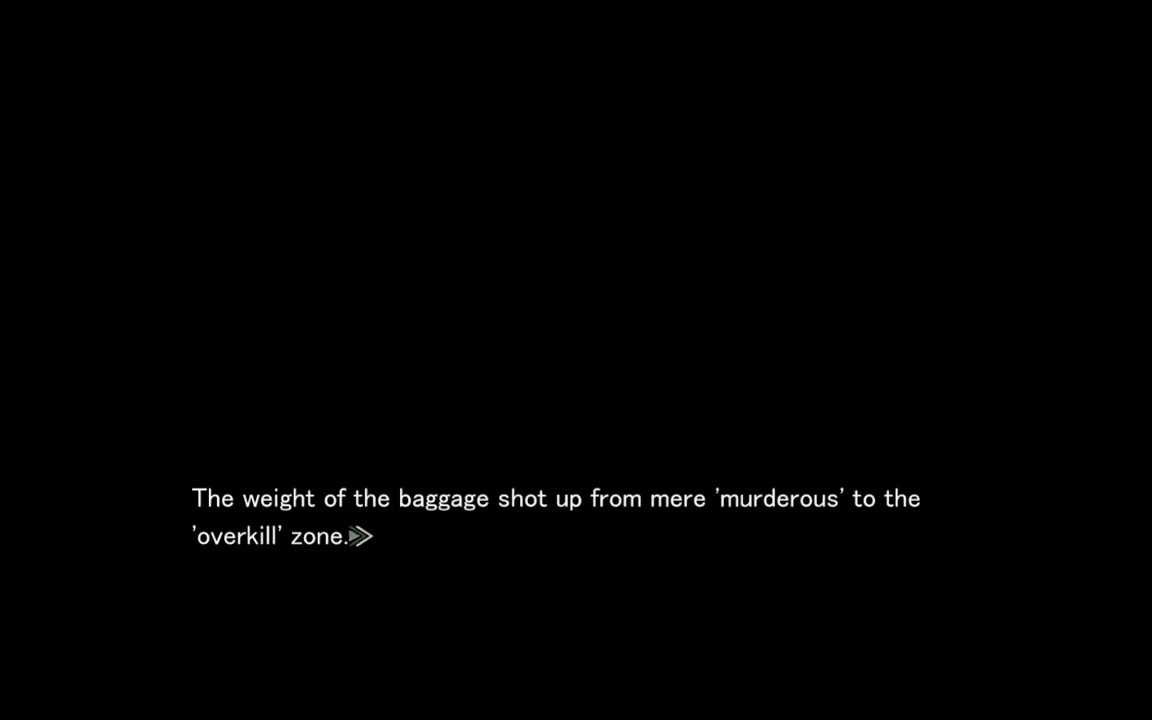 The weight of the baggage shot up from mere 'murderous' to the
'overkill' zone.